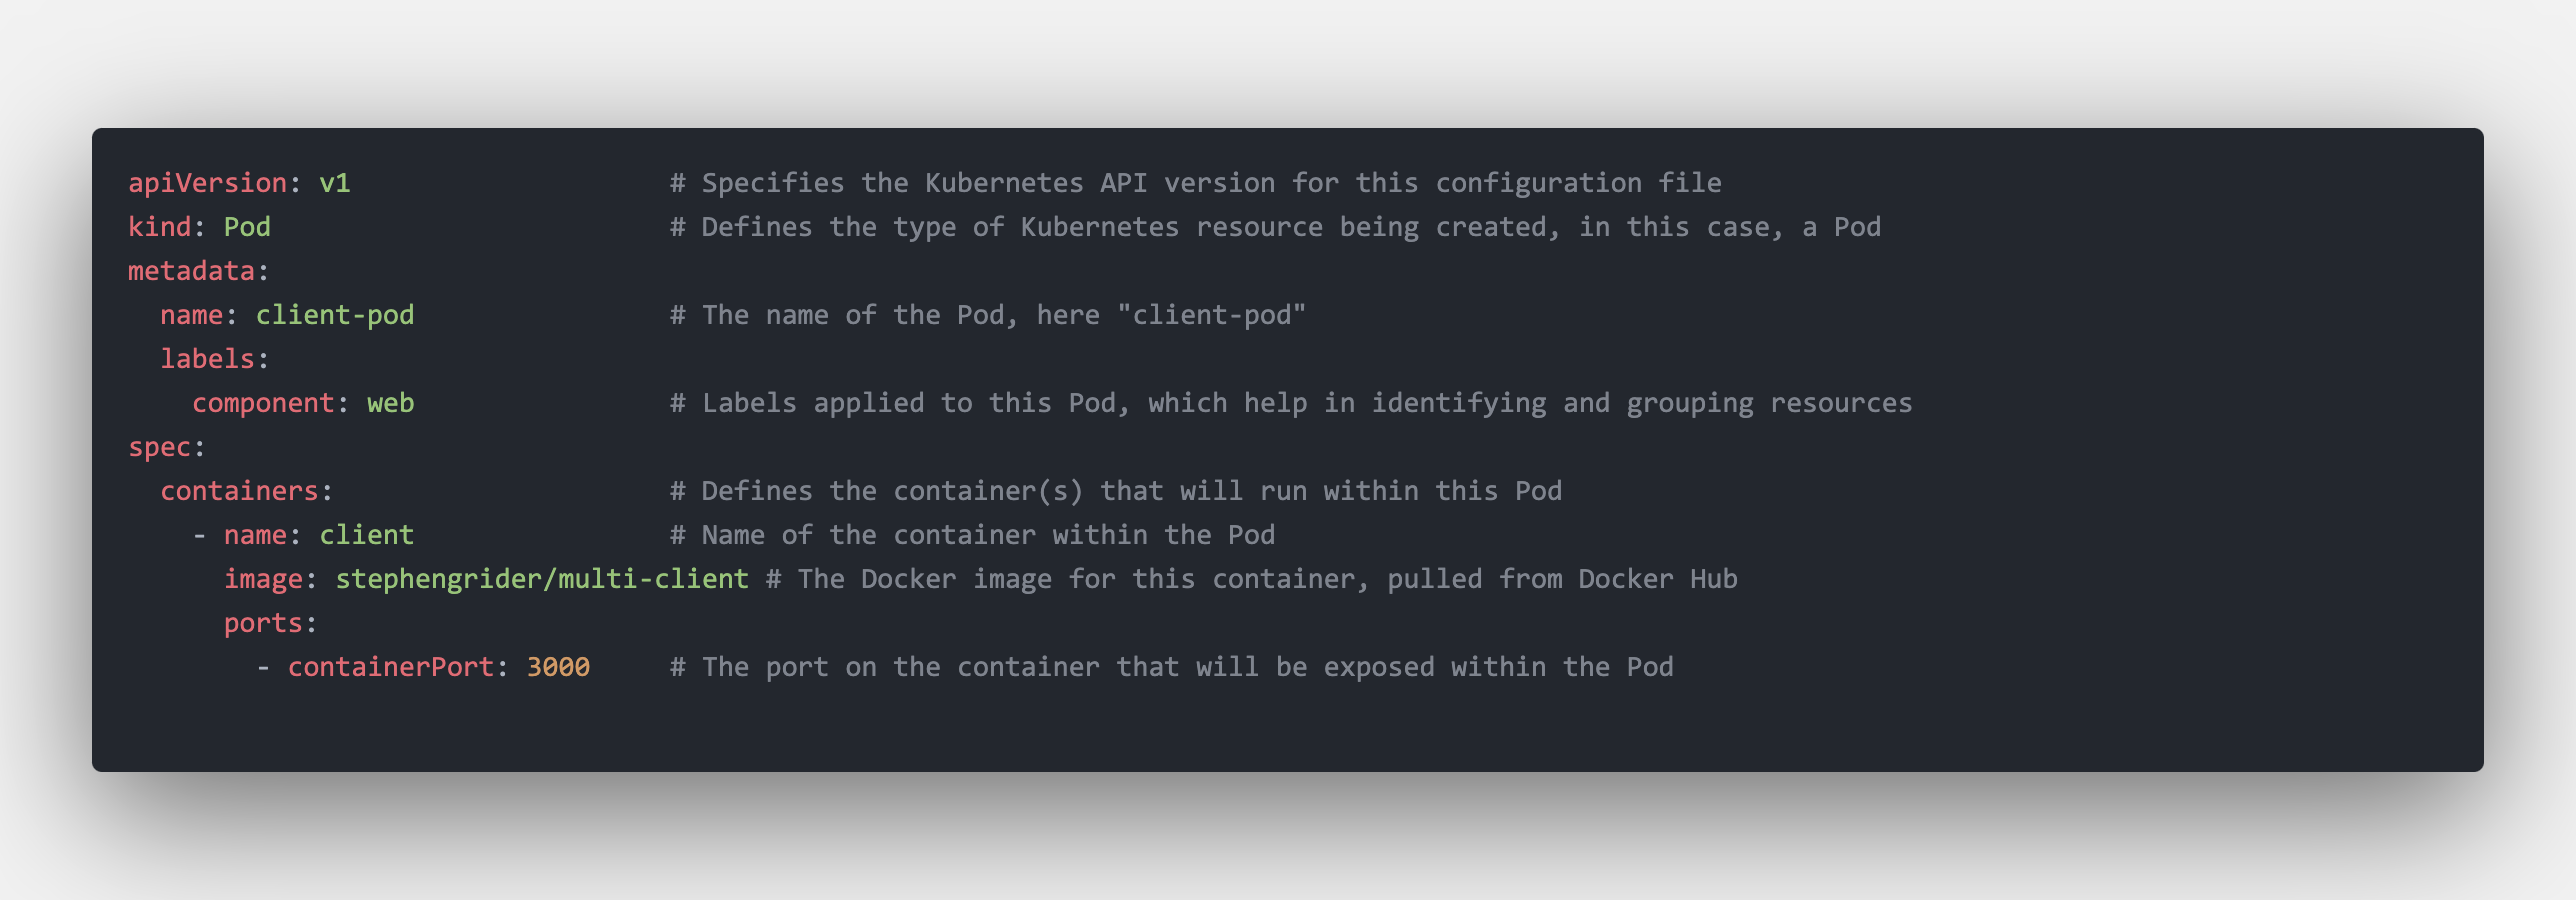 apiVersion: v1                    # Specifies the Kubernetes API version for this configuration file
kind: Pod                         # Defines the type of Kubernetes resource being created, in this case, a Pod
metadata:
  name: client-pod                # The name of the Pod, here "client-pod"
  labels:
    component: web                # Labels applied to this Pod, which help in identifying and grouping resources
spec:
  containers:                     # Defines the container(s) that will run within this Pod
    - name: client                # Name of the container within the Pod
      image: stephengrider/multi-client # The Docker image for this container, pulled from Docker Hub
      ports:
        - containerPort: 3000     # The port on the container that will be exposed within the Pod